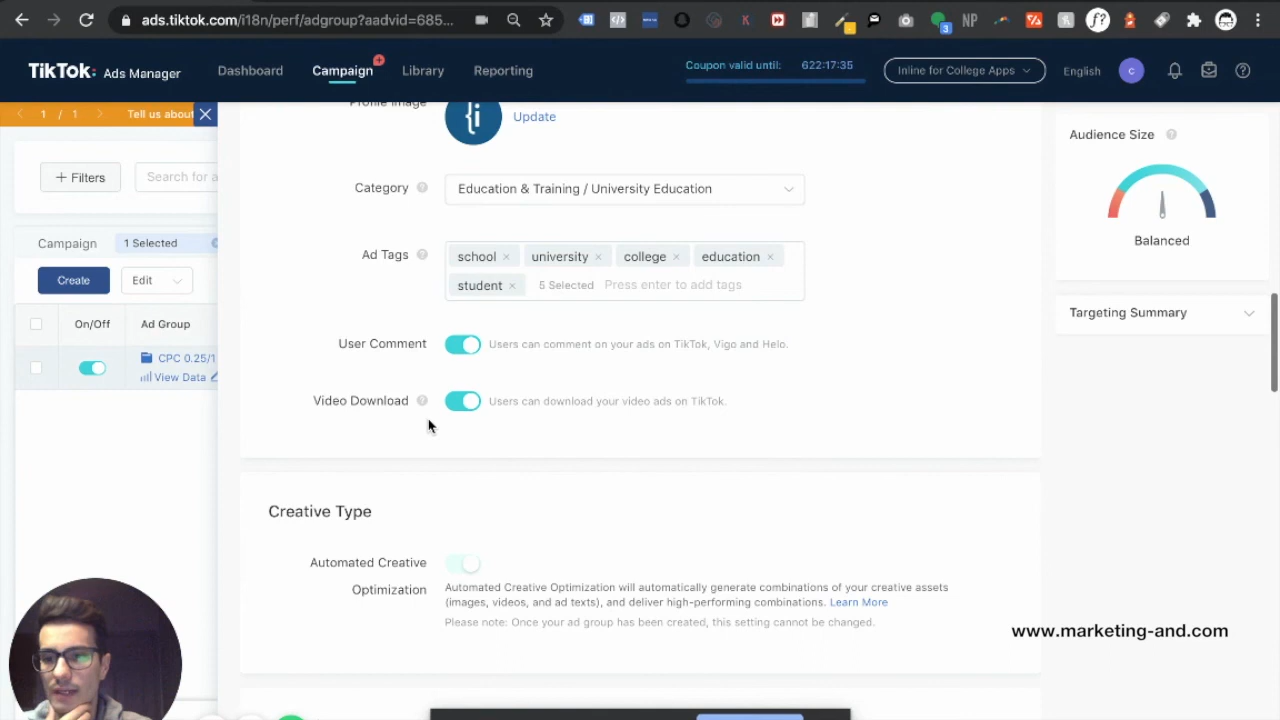 ads.tiktok.com/i18n/perf/adgroup?aadvid=685...
NP
3
TikTok: Ads Manager
Dashboard
Campaign
Library
Reporting
Coupon valid until: 622:17:35
Inline for College Apps
English
C
1 / 1
Tell us about
Profile Image
Update
Audience Size
Filters
Search for a
Category
Education & Training / University Education
Balanced
Campaign
1 Selected
Ad Tags
school × university × college × education ×
student × 5 Selected Press enter to add tags
Create
Edit
Targeting Summary
On/Off
Ad Group
User Comment
Users can comment on your ads on TikTok, Vigo and Helo.
CPC 0.25/1
View Data
Video Download
Users can download your video ads on TikTok.
Creative Type
Automated Creative
Optimization
Automated Creative Optimization will automatically generate combinations of your creative assets
(images, videos, and ad texts), and deliver high-performing combinations. Learn More
Please note: Once your ad group has been created, this setting cannot be changed.
www.marketing-and.com